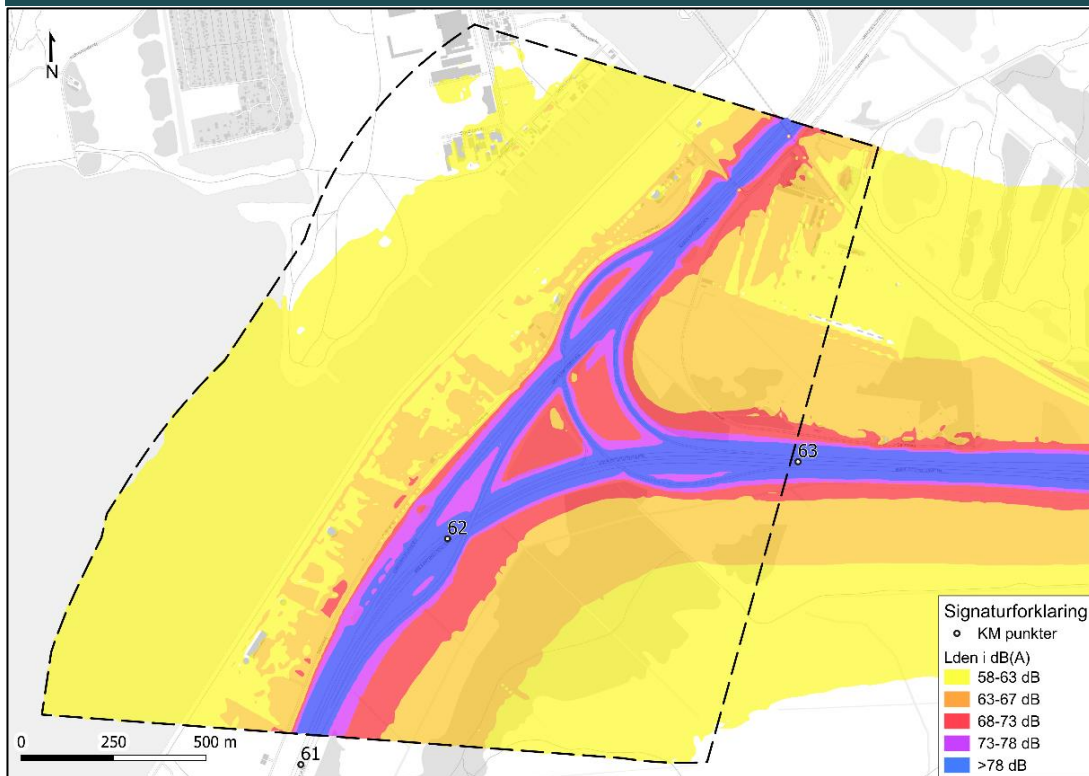 N
63
62
61
0 250 500 m
Signaturforklaring
KM punkter
Lden i dB(A)
58-63 dB
63-67 dB
68-73 dB
73-78 dB
>78 dB